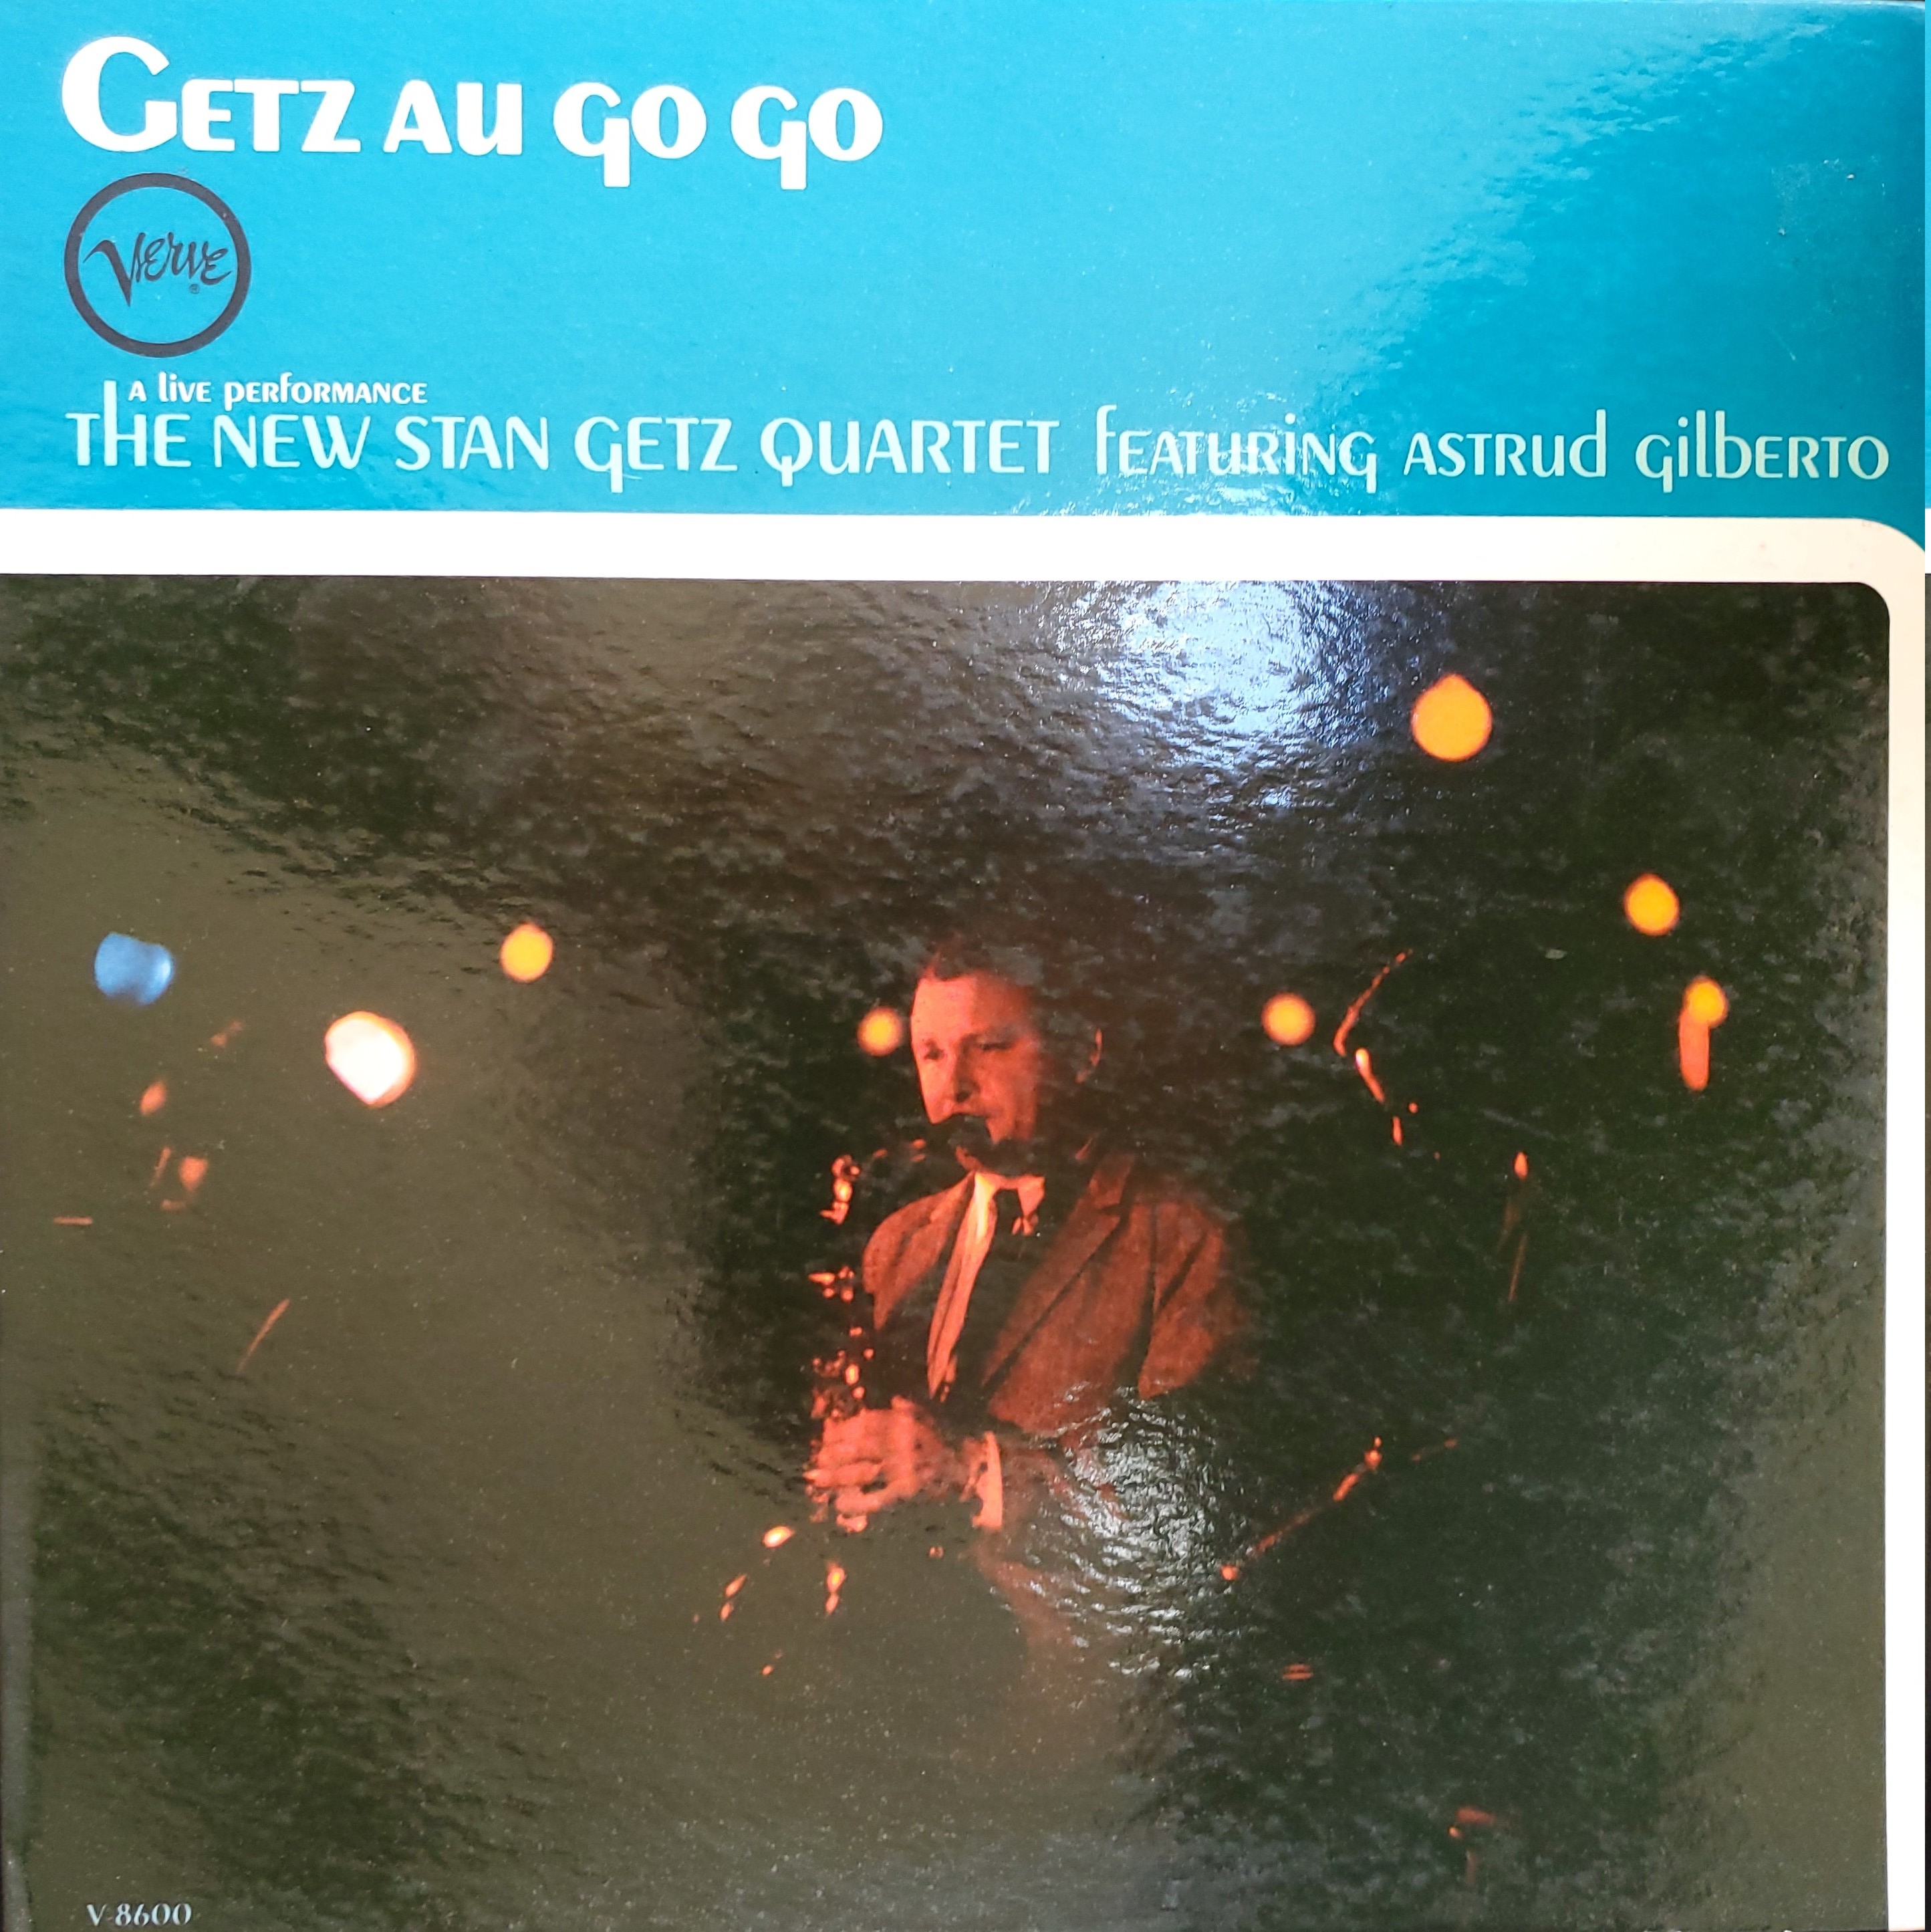 GETZ AU GO GO
Verve ®
A live PERFORMANCE
THE NEW STAN GETZ QUARTET fEATURING ASTRUD GILBERTO
V-8600